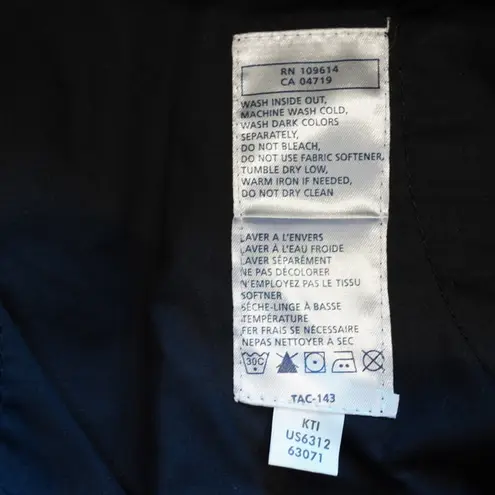 RN 109614
CA 04719
WASH INSIDE OUT,
MACHINE WASH COLD,
WASH DARK COLORS
SEPARATELY,
DO NOT BLEACH,
DO NOT USE FABRIC SOFTENER,
TUMBLE DRY LOW,
WARM IRON IF NEEDED,
DO NOT DRY CLEAN
LAVER A L'ENVERS
LAVER À L'EAU FROIDE
LAVER SÉPARÉMENT
NE PAS DÉCOLORER
N'EMPLOYEZ PAS LE TISSU
SOFTNER
SÈCHE-LINGE À BASSE
TEMPÉRATURE
FER FRAIS SE NÉCESSAIRE
NEPAS NETTOYER À SEC
30C
TAC-143
KTI
US6312
63071